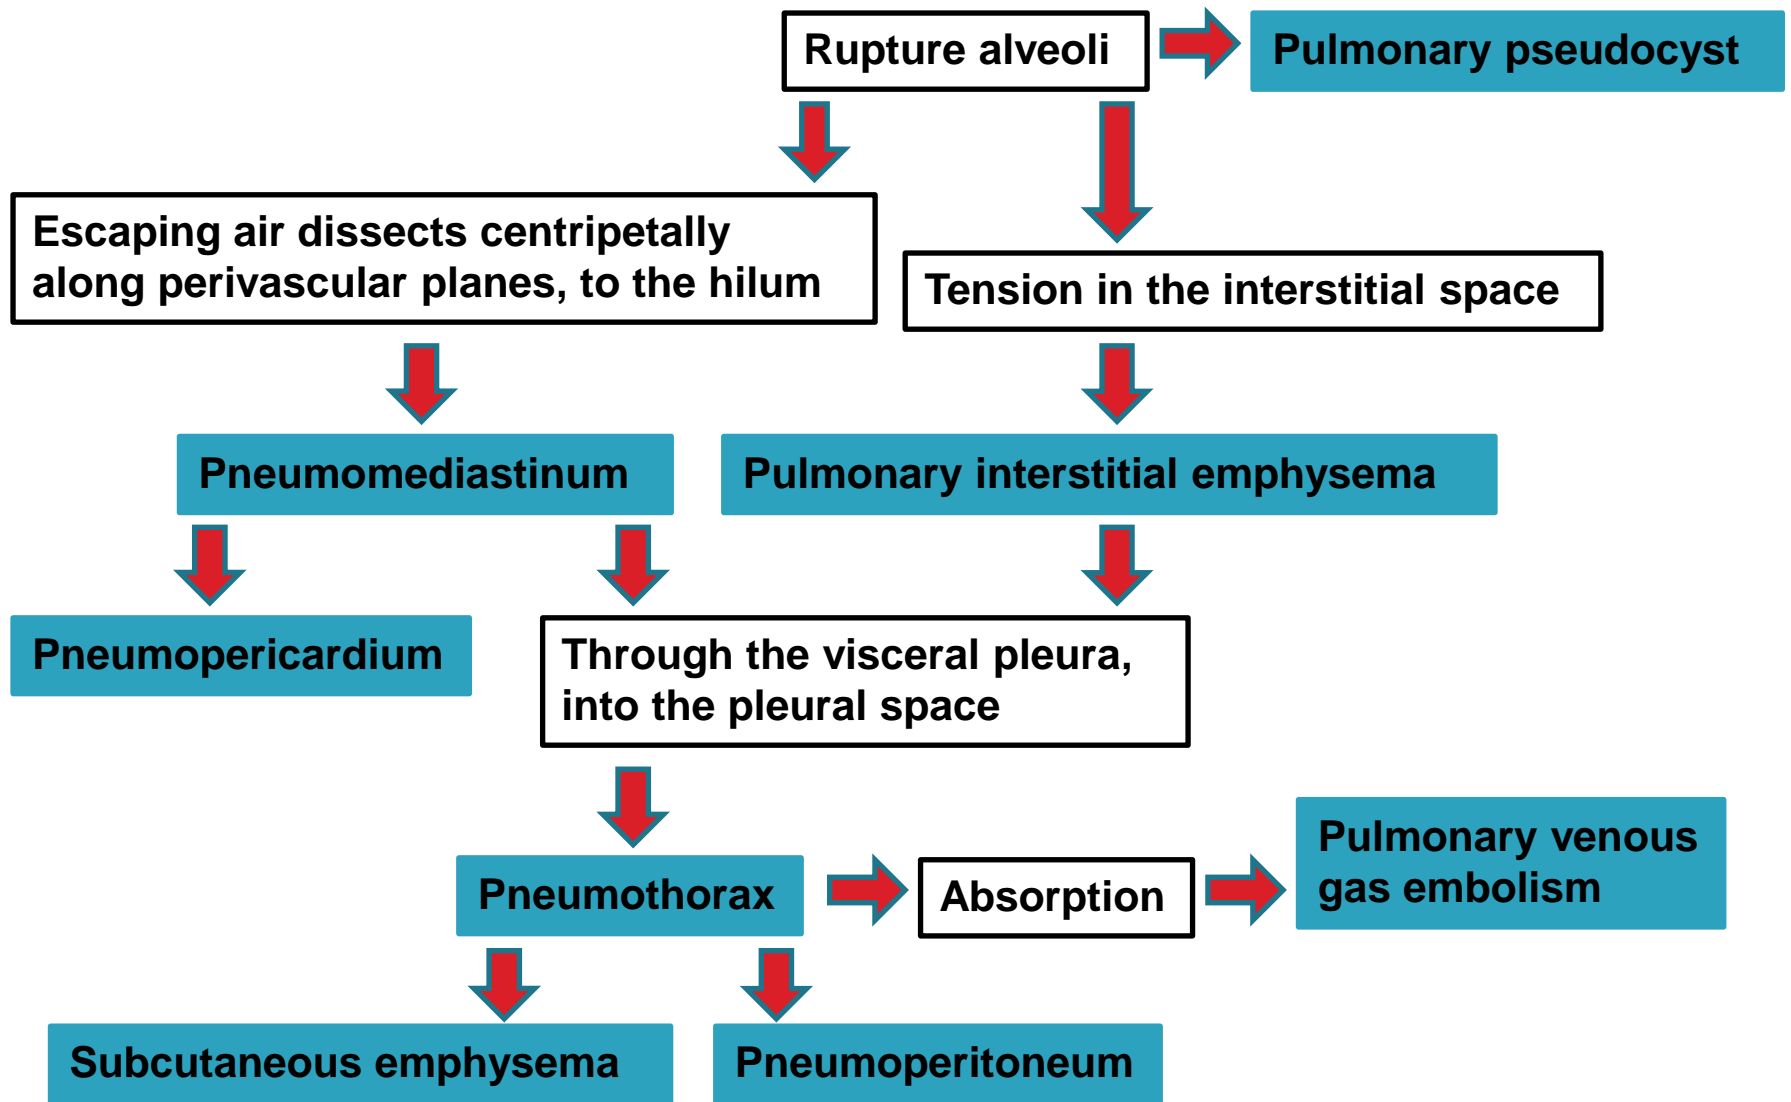 Rupture alveoli
Pulmonary pseudocyst
Escaping air dissects centripetally
along perivascular planes, to the hilum
Tension in the interstitial space
Pneumomediastinum
Pulmonary interstitial emphysema
Pneumopericardium
Through the visceral pleura,
into the pleural space
Pneumothorax
Absorption
Pulmonary venous
gas embolism
Subcutaneous emphysema
Pneumoperitoneum